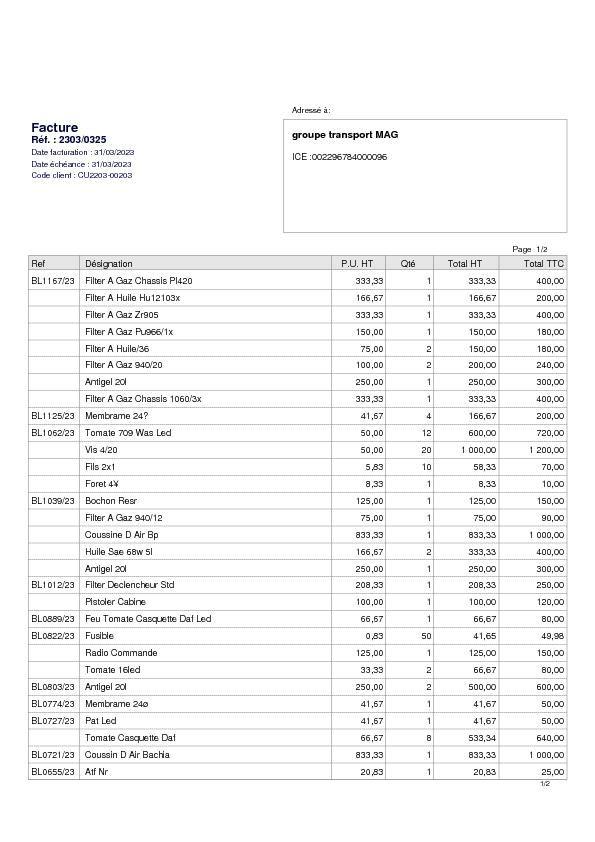 Adressé à:
Facture
Réf. : 2303/0325
Date facturation : 31/03/2023
Date échéance : 31/03/2023
Code client : CU2203-00203
groupe transport MAG
ICE :002296784000096
Page 1/2
Ref Désignation P.U. HT Qté Total HT Total TTC
BL1167/23 Filter A Gaz Chassis Pl420 333,33 1 333,33 400,00
Filter A Huile Hu12103x 166,67 1 166,67 200,00
Filter A Gaz Zr905 333,33 1 333,33 400,00
Filter A Gaz Pu966/1x 150,00 1 150,00 180,00
Filter A Huile/36 75,00 2 150,00 180,00
Filter A Gaz 940/20 100,00 2 200,00 240,00
Antigel 20l 250,00 1 250,00 300,00
Filter A Gaz Chassis 1060/3x 333,33 1 333,33 400,00
BL1125/23 Membrame 24? 41,67 4 166,67 200,00
BL1062/23 Tomate 709 Was Led 50,00 12 600,00 720,00
Vis 4/20 50,00 20 1 000,00 1 200,00
Fils 2x1 5,83 10 58,33 70,00
Foret 4¥ 8,33 1 8,33 10,00
BL1039/23 Bochon Resr 125,00 1 125,00 150,00
Filter A Gaz 940/12 75,00 1 75,00 90,00
Coussine D Air Bp 833,33 1 833,33 1 000,00
Huile Sae 68w 5l 166,67 2 333,33 400,00
Antigel 20l 250,00 1 250,00 300,00
BL1012/23 Filter Declencheur Std 208,33 1 208,33 250,00
Pistoler Cabine 100,00 1 100,00 120,00
BL0889/23 Feu Tomate Casquette Daf Led 66,67 1 66,67 80,00
BL0822/23 Fusible 0,83 50 41,65 49,98
Radio Commande 125,00 1 125,00 150,00
Tomate 16led 33,33 2 66,67 80,00
BL0803/23 Antigel 20l 250,00 2 500,00 600,00
BL0774/23 Membrame 24ø 41,67 1 41,67 50,00
BL0727/23 Pat Led 41,67 1 41,67 50,00
Tomate Casquette Daf 66,67 8 533,34 640,00
BL0721/23 Coussin D Air Bachia 833,33 1 833,33 1 000,00
BL0655/23 Atf Nr 20,83 1 20,83 25,00
1/2